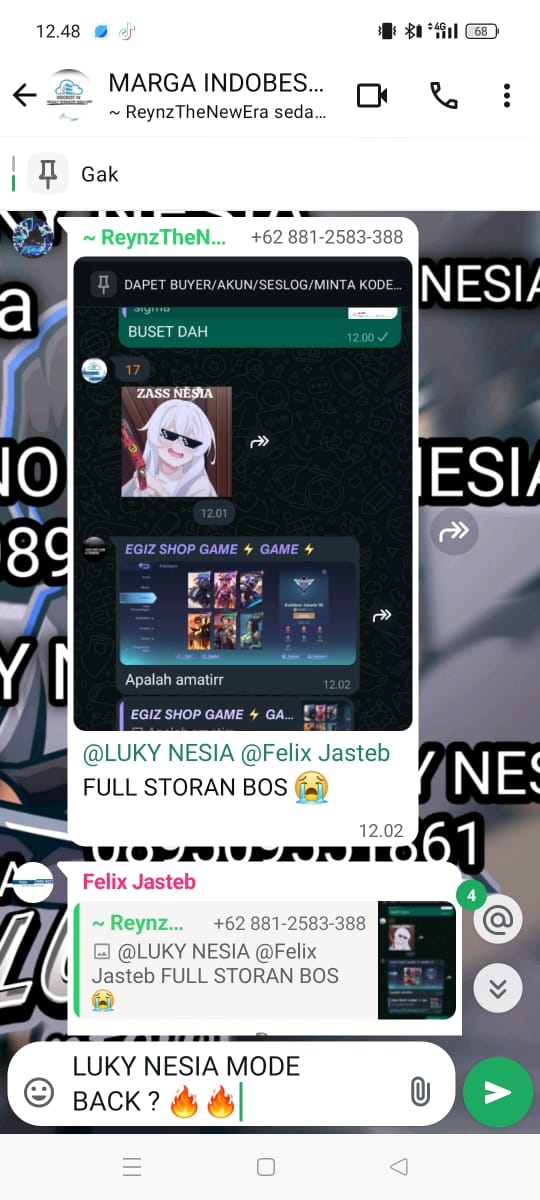 12.48
4G
68
MARGA INDOBES...
~ ReynzTheNewEra seda...
Gak
~ ReynzTheN... +62 881-2583-388
DAPET BUYER/AKUN/SESLOG/MINTA KODE...
sigma
BUSET DAH
12.00
17
ZASS NESIA
12.01
EGIZ SHOP GAME ⚡ GAME ⚡
Apalah amatirr
12.02
EGIZ SHOP GAME ⚡ GA...
@LUKY NESIA @Felix Jasteb
FULL STORAN BOS 😭
12.02
Felix Jasteb
~ Reynz... +62 881-2583-388
@LUKY NESIA @Felix
Jasteb FULL STORAN BOS
😭
4
@
LUKY NESIA MODE
BACK ? 🔥 🔥